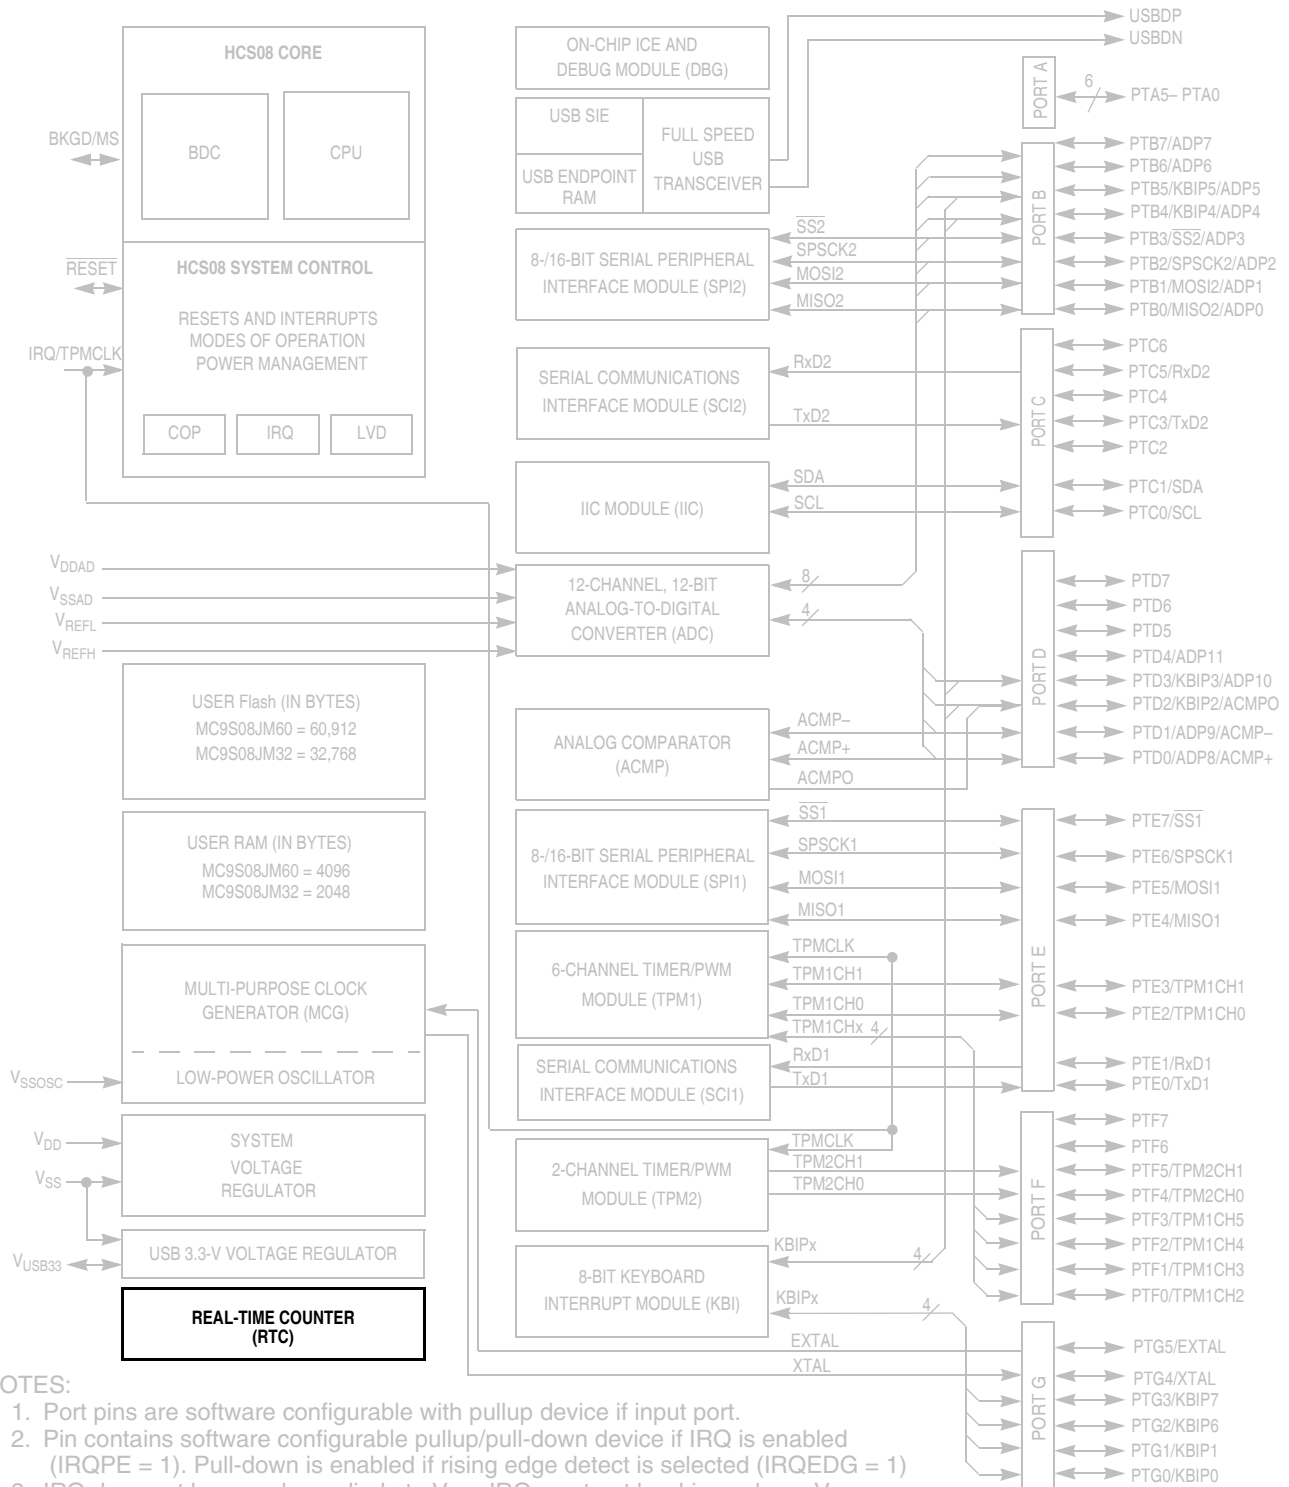 HCS08 CORE
BDC
CPU
BKGD/MS
RESET
HCS08 SYSTEM CONTROL
RESETS AND INTERRUPTS
MODES OF OPERATION
POWER MANAGEMENT
IRQ/TPMCLK
COP
IRQ
LVD
VDDAD
VSSAD
VREFL
VREFH
USER Flash (IN BYTES)
MC9S08JM60 = 60,912
MC9S08JM32 = 32,768
USER RAM (IN BYTES)
MC9S08JM60 = 4096
MC9S08JM32 = 2048
MULTI-PURPOSE CLOCK
GENERATOR (MCG)
LOW-POWER OSCILLATOR
VSSOSC
VDD
VSS
SYSTEM
VOLTAGE
REGULATOR
USB 3.3-V VOLTAGE REGULATOR
VUSB33
REAL-TIME COUNTER
(RTC)
ON-CHIP ICE AND
DEBUG MODULE (DBG)
USB SIE
USB ENDPOINT
RAM
FULL SPEED
USB
TRANSCEIVER
8-/16-BIT SERIAL PERIPHERAL
INTERFACE MODULE (SPI2)
SS2
SPSCK2
MOSI2
MISO2
SERIAL COMMUNICATIONS
INTERFACE MODULE (SCI2)
RxD2
TxD2
IIC MODULE (IIC)
SDA
SCL
12-CHANNEL, 12-BIT
ANALOG-TO-DIGITAL
CONVERTER (ADC)
8
4
ANALOG COMPARATOR
(ACMP)
ACMP–
ACMP+
ACMPO
8-/16-BIT SERIAL PERIPHERAL
INTERFACE MODULE (SPI1)
SS1
SPSCK1
MOSI1
MISO1
6-CHANNEL TIMER/PWM
MODULE (TPM1)
TPMCLK
TPM1CH1
TPM1CH0
TPM1CHx 4
SERIAL COMMUNICATIONS
INTERFACE MODULE (SCI1)
RxD1
TxD1
2-CHANNEL TIMER/PWM
MODULE (TPM2)
TPMCLK
TPM2CH1
TPM2CH0
8-BIT KEYBOARD
INTERRUPT MODULE (KBI)
KBIPx 4
KBIPx 4
EXTAL
XTAL
USBDP
USBDN
PORT A
6
PTA5– PTA0
PORT B
PTB7/ADP7
PTB6/ADP6
PTB5/KBIP5/ADP5
PTB4/KBIP4/ADP4
PTB3/SS2/ADP3
PTB2/SPSCK2/ADP2
PTB1/MOSI2/ADP1
PTB0/MISO2/ADP0
PORT C
PTC6
PTC5/RxD2
PTC4
PTC3/TxD2
PTC2
PTC1/SDA
PTC0/SCL
PORT D
PTD7
PTD6
PTD5
PTD4/ADP11
PTD3/KBIP3/ADP10
PTD2/KBIP2/ACMPO
PTD1/ADP9/ACMP–
PTD0/ADP8/ACMP+
PORT E
PTE7/SS1
PTE6/SPSCK1
PTE5/MOSI1
PTE4/MISO1
PTE3/TPM1CH1
PTE2/TPM1CH0
PTE1/RxD1
PTE0/TxD1
PORT F
PTF7
PTF6
PTF5/TPM2CH1
PTF4/TPM2CH0
PTF3/TPM1CH5
PTF2/TPM1CH4
PTF1/TPM1CH3
PTF0/TPM1CH2
PORT G
PTG5/EXTAL
PTG4/XTAL
PTG3/KBIP7
PTG2/KBIP6
PTG1/KBIP1
PTG0/KBIP0
OTES:
1. Port pins are software configurable with pullup device if input port.
2. Pin contains software configurable pullup/pull-down device if IRQ is enabled
(IRQPE = 1). Pull-down is enabled if rising edge detect is selected (IRQEDG = 1)